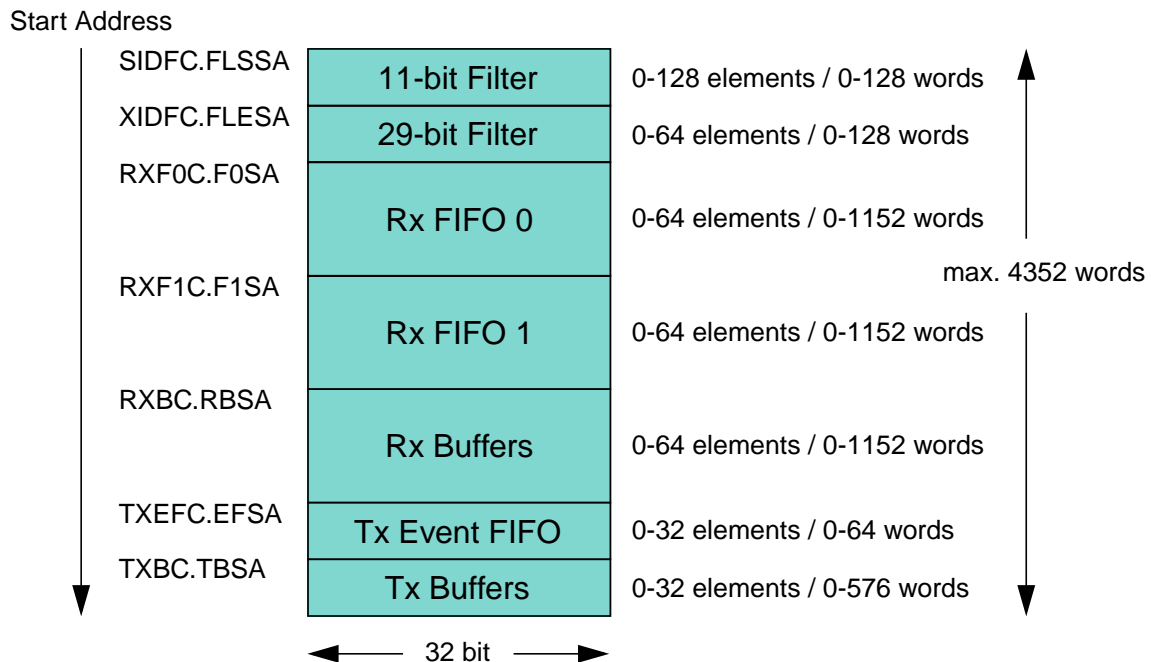 Start Address
SIDFC.FLSSA
11-bit Filter
0-128 elements / 0-128 words
XIDFC.FLESA
29-bit Filter
0-64 elements / 0-128 words
RXF0C.F0SA
Rx FIFO 0
0-64 elements / 0-1152 words
RXF1C.F1SA
max. 4352 words
Rx FIFO 1
0-64 elements / 0-1152 words
RXBC.RBSA
Rx Buffers
0-64 elements / 0-1152 words
TXEFC.EFSA
Tx Event FIFO
0-32 elements / 0-64 words
TXBC.TBSA
Tx Buffers
0-32 elements / 0-576 words
32 bit